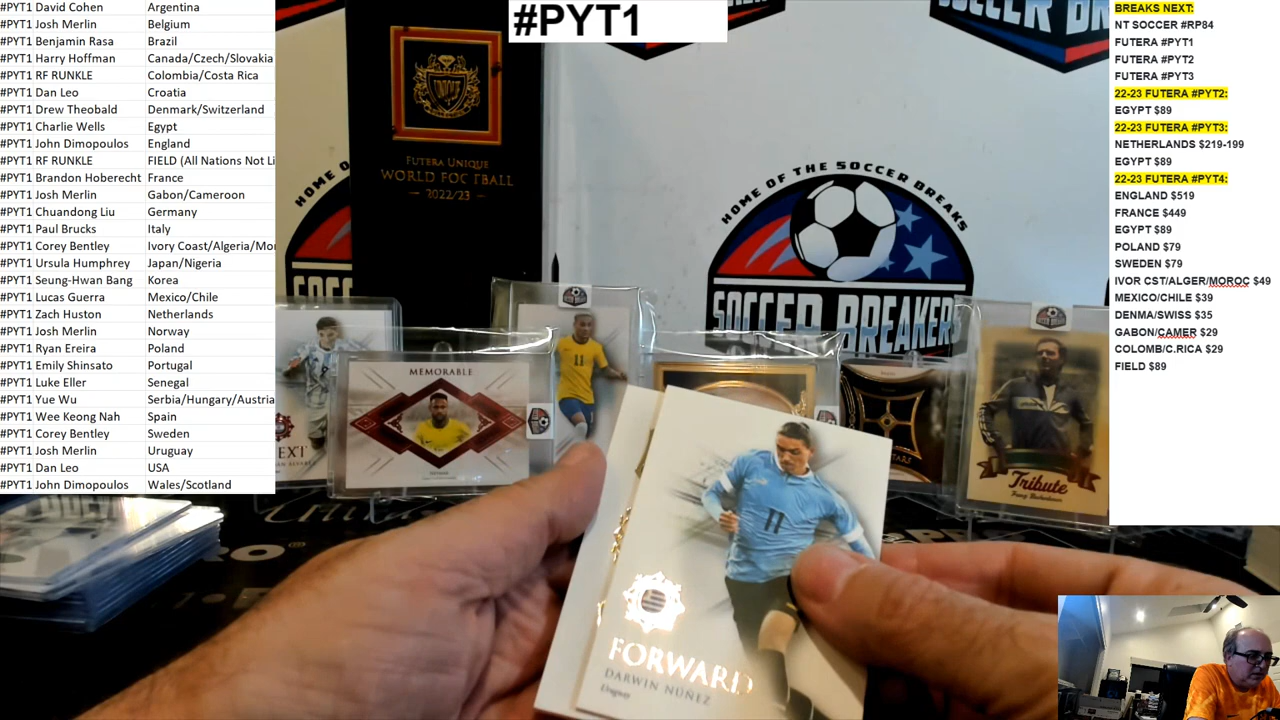 #PYT1 David Cohen Argentina
#PYT1 Josh Merlin Belgium
#PYT1 Benjamin Rasa Brazil
#PYT1 Harry Hoffman Canada/Czech/Slovakia
#PYT1 RF RUNKLE Colombia/Costa Rica
#PYT1 Dan Leo Croatia
#PYT1 Drew Theobald Denmark/Switzerland
#PYT1 Charlie Wells Egypt
#PYT1 John Dimopoulos England
#PYT1 RF RUNKLE FIELD (All Nations Not Li
#PYT1 Brandon Hoberecht France
#PYT1 Josh Merlin Gabon/Cameroon
#PYT1 Chuandong Liu Germany
#PYT1 Paul Brucks Italy
#PYT1 Corey Bentley Ivory Coast/Algeria/Mor
#PYT1 Ursula Humphrey Japan/Nigeria
#PYT1 Seung-Hwan Bang Korea
#PYT1 Lucas Guerra Mexico/Chile
#PYT1 Zach Huston Netherlands
#PYT1 Josh Merlin Norway
#PYT1 Ryan Ereira Poland
#PYT1 Emily Shinsato Portugal
#PYT1 Luke Eller Senegal
#PYT1 Yue Wu Serbia/Hungary/Austria
#PYT1 Wee Keong Nah Spain
#PYT1 Corey Bentley Sweden
#PYT1 Josh Merlin Uruguay
#PYT1 Dan Leo USA
#PYT1 John Dimopoulos Wales/Scotland
#PYT1
BREAKS NEXT:
NT SOCCER #RP84
FUTERA #PYT1
FUTERA #PYT2
FUTERA #PYT3
22-23 FUTERA #PYT2:
EGYPT $89
22-23 FUTERA #PYT3:
NETHERLANDS $219-199
EGYPT $89
22-23 FUTERA #PYT4:
ENGLAND $519
FRANCE $449
EGYPT $89
POLAND $79
SWEDEN $79
IVOR CST/ALGER/MOROC $49
MEXICO/CHILE $39
DENMA/SWISS $35
GABON/CAMER $29
COLOMB/C.RICA $29
FIELD $89
UNIQUE
FUTERA UNIQUE
WORLD FOOTBALL
2022/23
HOME OF THE SOCCER BREAKS
SOCCER BREAKERS
HOME O
SOCC
MEMORABLE
11
Tribute
11
FORWARD
DARWIN NÚÑEZ
Uruguay